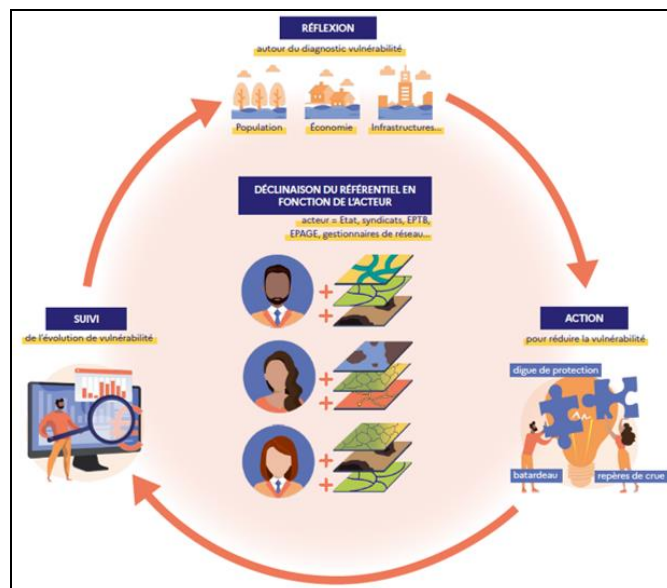 RÉFLEXION
autour du diagnostic vulnérabilité
Population
Économie
Infrastructures...
DÉCLINAISON DU RÉFÉRENTIEL EN
FONCTION DE L'ACTEUR
acteur = Etat, syndicats, EPTB,
EPAGE, gestionnaires de réseau...
SUIVI
de l'évolution de vulnérabilité
ACTION
pour réduire la vulnérabilité
digue de protection
batardeau
repères de crue